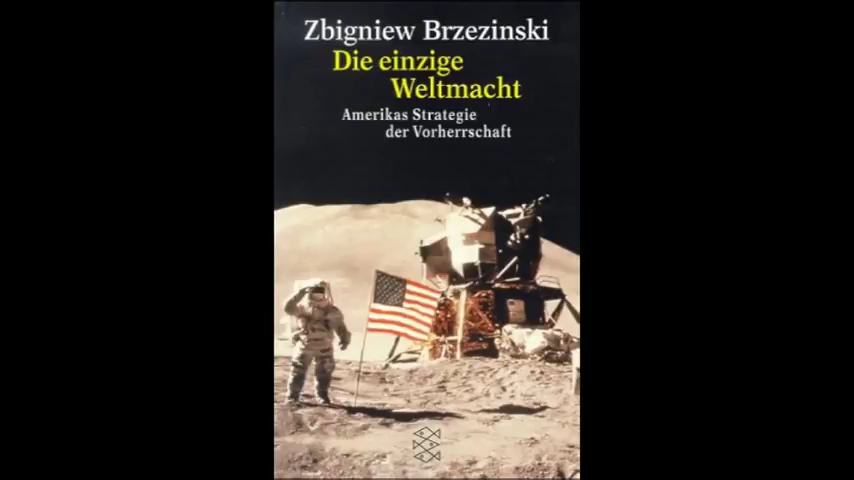 Zbigniew Brzezinski
Die einzige
Weltmacht
Amerikas Strategie
der Vorherrschaft